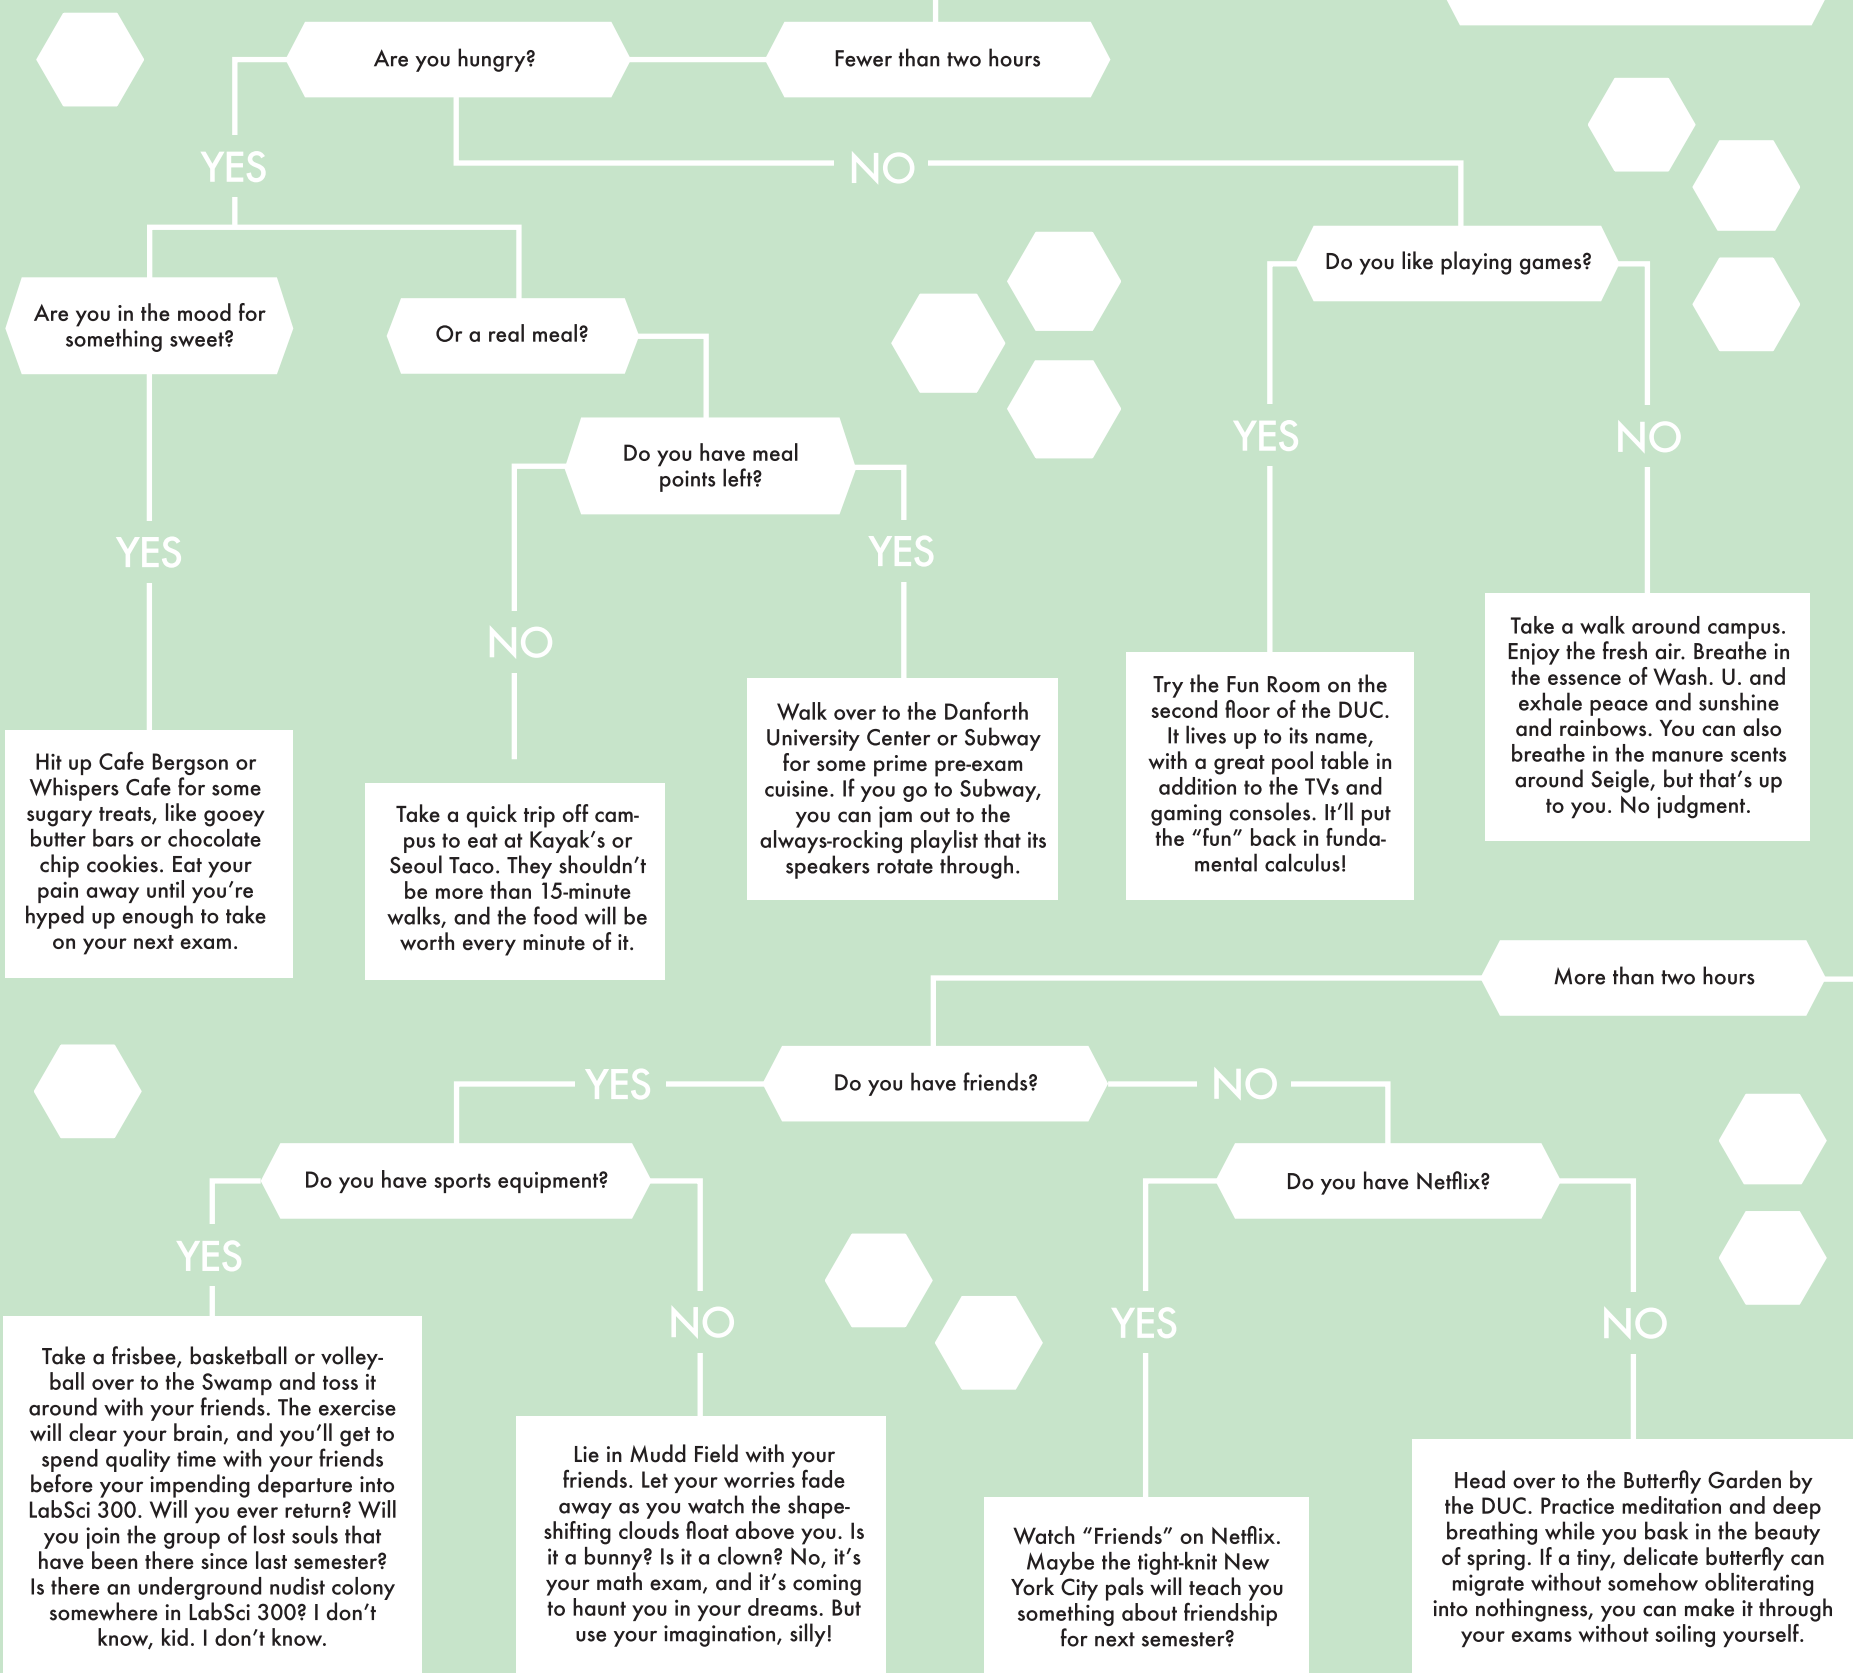 Are you hungry?
Fewer than two hours
YES
NO
Do you like playing games?
Are you in the mood for
something sweet?
Or a real meal?
YES
NO
Do you have meal
points left?
YES
YES
NO
Take a walk around campus.
Enjoy the fresh air. Breathe in
the essence of Wash. U. and
exhale peace and sunshine
and rainbows. You can also
breathe in the manure scents
around Seigle, but that's up
to you. No judgment.
Try the Fun Room on the
second floor of the DUC.
It lives up to its name,
with a great pool table in
addition to the TVs and
gaming consoles. It'll put
the “fun” back in funda-
mental calculus!
Walk over to the Danforth
University Center or Subway
for some prime pre-exam
cuisine. If you go to Subway,
you can jam out to the
always-rocking playlist that its
speakers rotate through.
Hit up Cafe Bergson or
Whispers Cafe for some
sugary treats, like gooey
butter bars or chocolate
chip cookies. Eat your
pain away until you're
hyped up enough to take
on your next exam.
Take a quick trip off cam-
pus to eat at Kayak's or
Seoul Taco. They shouldn't
be more than 15-minute
walks, and the food will be
worth every minute of it.
More than two hours
Do you have friends?
YES
NO
Do you have sports equipment?
Do you have Netflix?
YES
NO
YES
NO
Take a frisbee, basketball or volley-
ball over to the Swamp and toss it
around with your friends. The exercise
will clear your brain, and you'll get to
spend quality time with your friends
before your impending departure into
LabSci 300. Will you ever return? Will
you join the group of lost souls that
have been there since last semester?
Is there an underground nudist colony
somewhere in LabSci 300? I don't
know, kid. I don't know.
Lie in Mudd Field with your
friends. Let your worries fade
away as you watch the shape-
shifting clouds float above you. Is
it a bunny? Is it a clown? No, it's
your math exam, and it's coming
to haunt you in your dreams. But
use your imagination, silly!
Watch “Friends” on Netflix.
Maybe the tight-knit New
York City pals will teach you
something about friendship
for next semester?
Head over to the Butterfly Garden by
the DUC. Practice meditation and deep
breathing while you bask in the beauty
of spring. If a tiny, delicate butterfly can
migrate without somehow obliterating
into nothingness, you can make it through
your exams without soiling yourself.